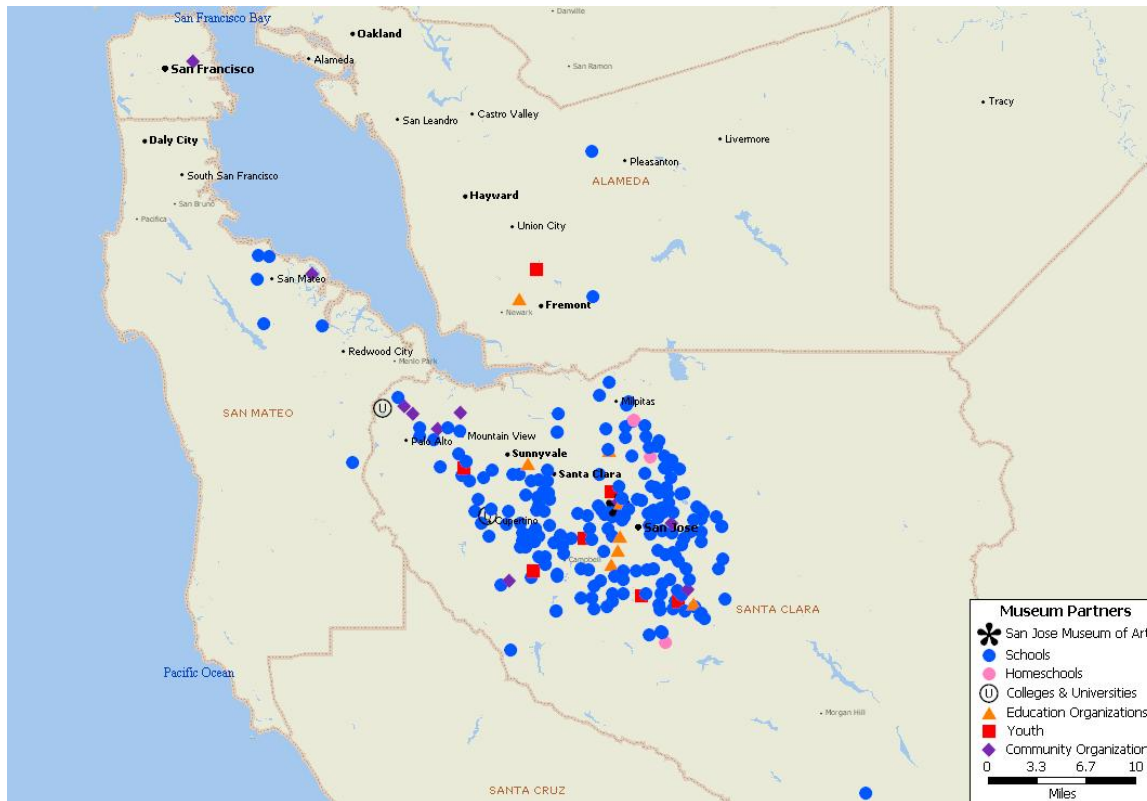 San Francisco Bay
Danville
Oakland
Alameda
San Ramon
San Francisco
Tracy
Castro Valley
San Leandro
Livermore
Daly City
Pleasanton
South San Francisco
ALAMEDA
Hayward
San Bruno
Pacifica
Union City
San Mateo
Fremont
Newark
Redwood City
Menlo Park
SAN MATEO
Milpitas
Palo Alto
Mountain View
Sunnyvale
Santa Clara
Cupertino
San Jose
Campbell
SANTA CLARA
Pacific Ocean
Morgan Hill
SANTA CRUZ
Museum Partners
San Jose Museum of Art
Schools
Homeschools
U Colleges & Universities
Education Organizations
Youth
Community Organization
0 3.3 6.7 10
Miles
U